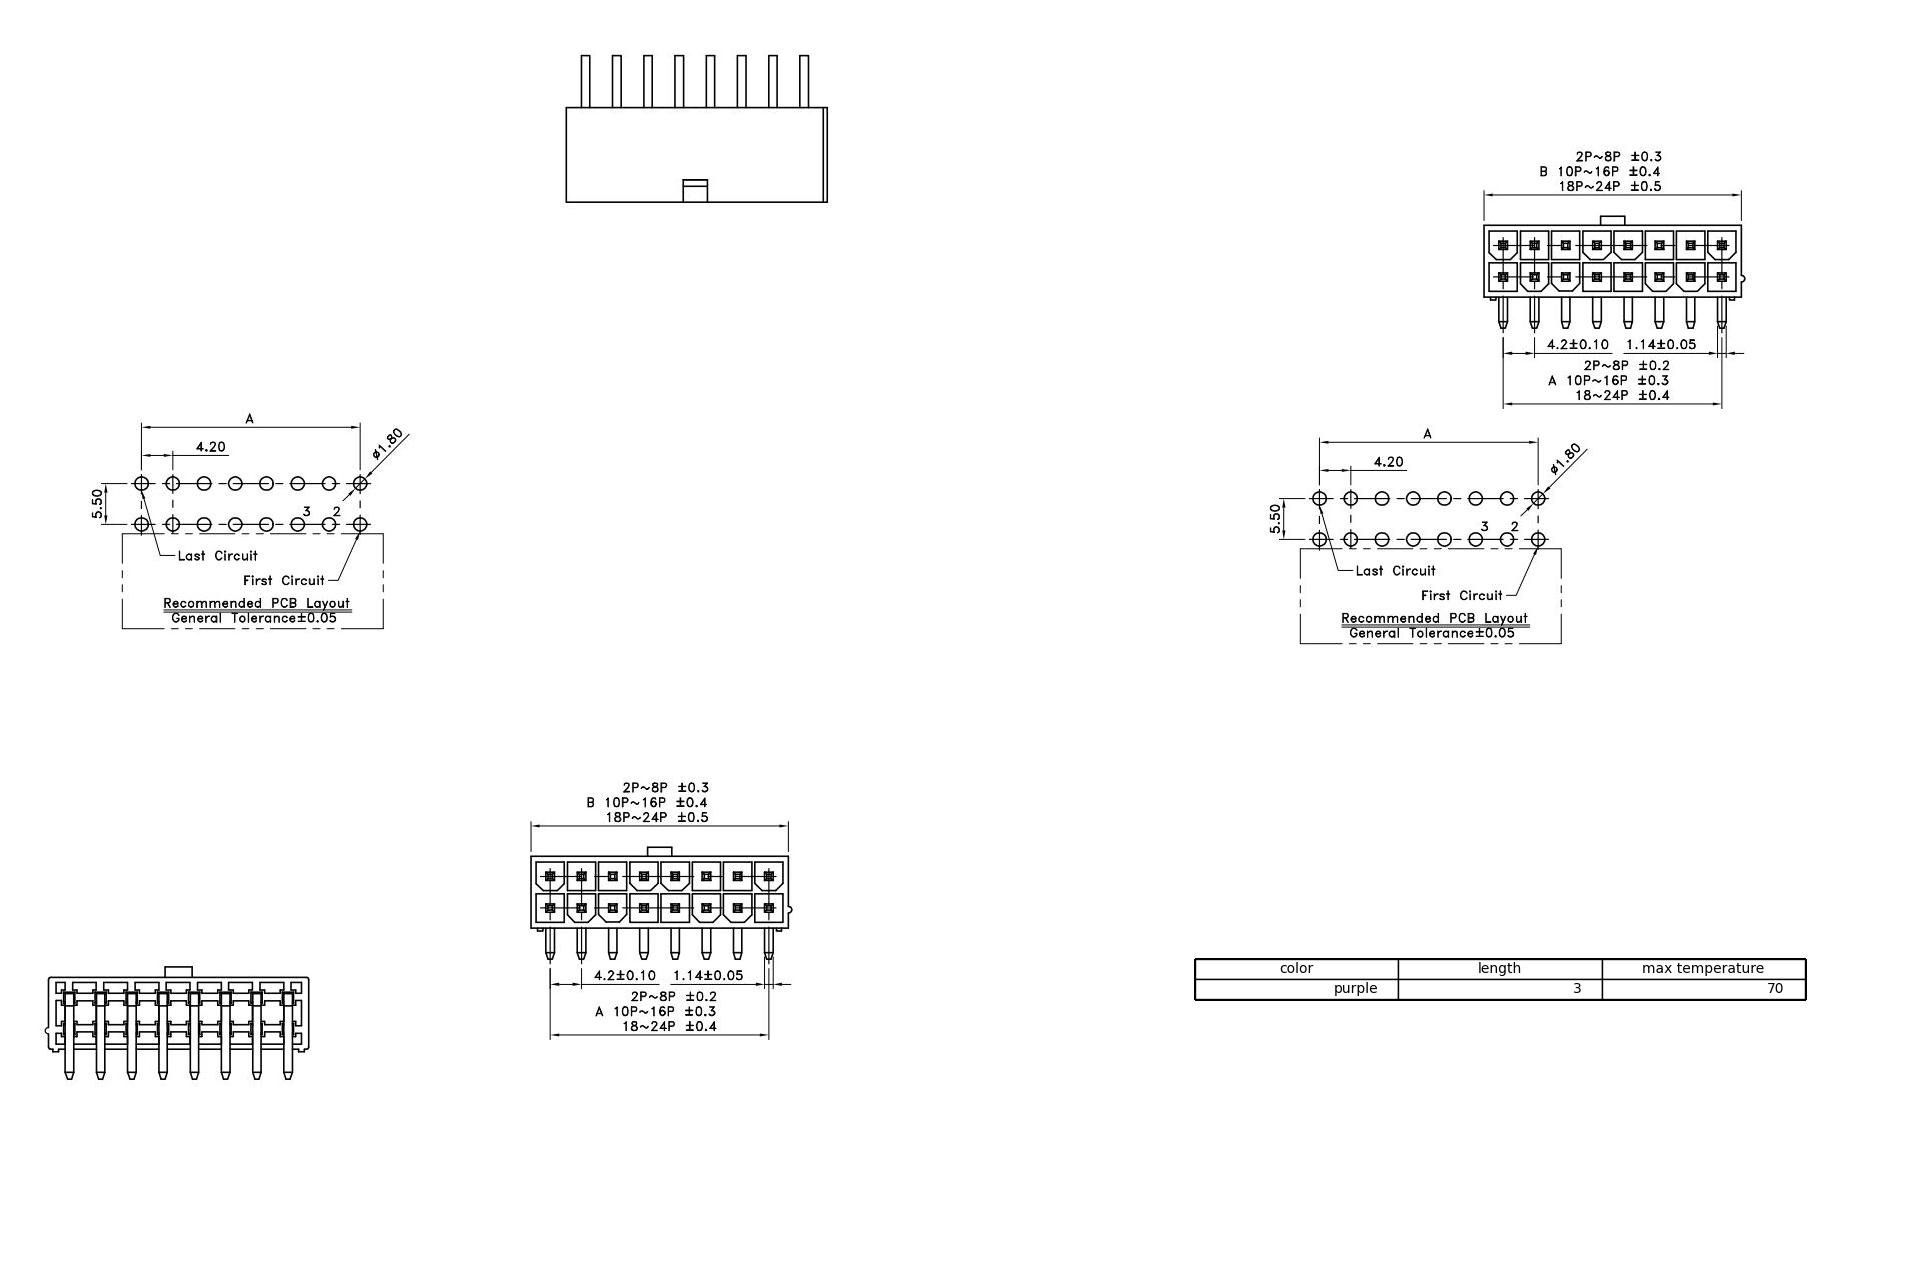 2P~8P ±0.3
B 10P~16P ±0.4
18P~24P ±0.5
4.2±0.10 1.14±0.05
2P~8P ±0.2
A 10P~16P ±0.3
18~24P ±0.4
A
4.20
ø1.80
5.50
3 2
Last Circuit
First Circuit
Recommended PCB Layout
General Tolerance±0.05
A
4.20
ø1.80
5.50
3 2
Last Circuit
First Circuit
Recommended PCB Layout
General Tolerance±0.05
2P~8P ±0.3
B 10P~16P ±0.4
18P~24P ±0.5
4.2±0.10 1.14±0.05
2P~8P ±0.2
A 10P~16P ±0.3
18~24P ±0.4
color length max temperature
purple 3 70